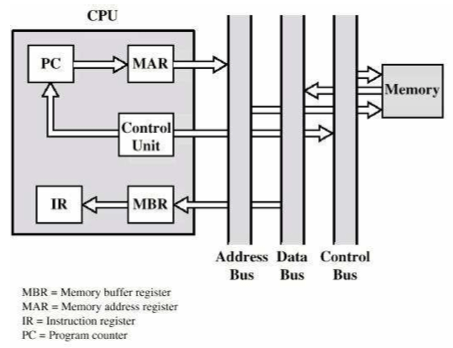 CPU
PC
MAR
Memory
Control
Unit
IR
MBR
Address Data Control
Bus Bus Bus
MBR = Memory buffer register
MAR = Memory address register
IR = Instruction register
PC = Program counter